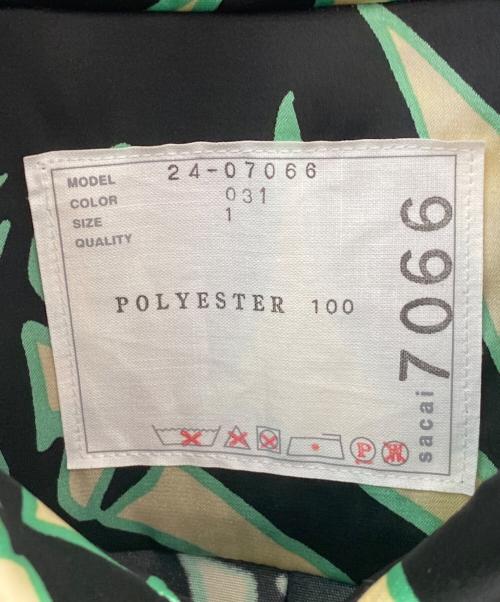 MODEL 24-07066
COLOR 031
SIZE 1
QUALITY
POLYESTER 100
sacai 7066
P
W